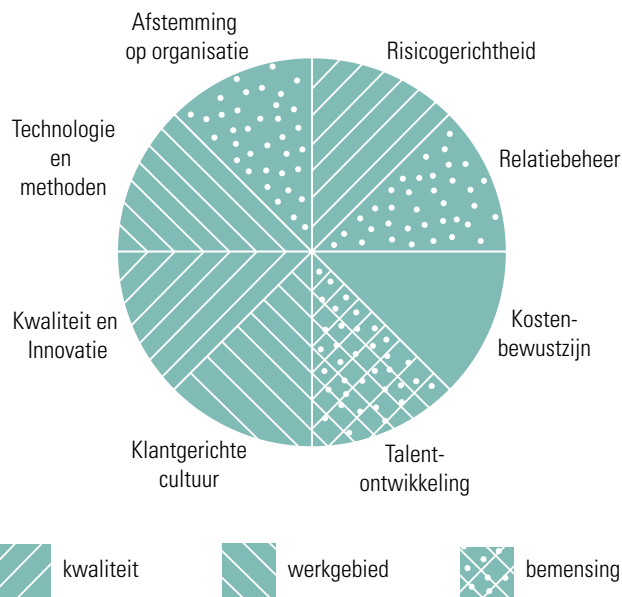 Afstemming
op organisatie
Risicogerichtheid
Technologie
en
methoden
Relatiebeheer
Kwaliteit en
Innovatie
Kosten-
bewustzijn
Klantgerichte
cultuur
Talent-
ontwikkeling
kwaliteit
werkgebied
bemensing